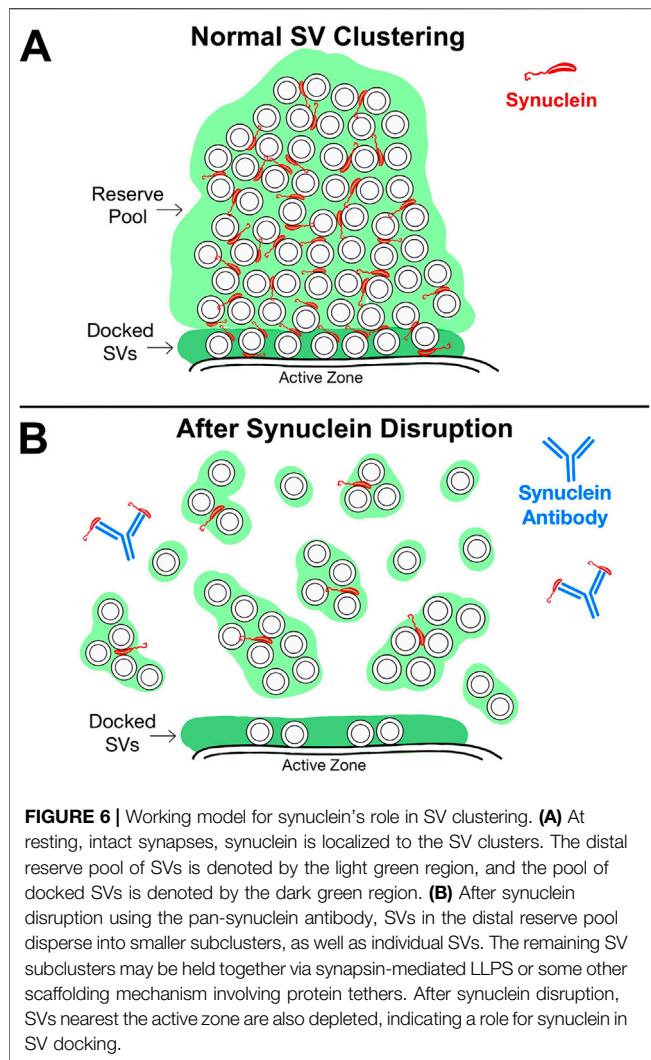 A
Normal SV Clustering
Synuclein
Reserve
Pool
Docked
SVs
Active Zone
B
After Synuclein Disruption
Synuclein
Antibody
Docked
SVs
Active Zone
FIGURE 6 | Working model for synuclein's role in SV clustering. (A) At
resting, intact synapses, synuclein is localized to the SV clusters. The distal
reserve pool of SVs is denoted by the light green region, and the pool of
docked SVs is denoted by the dark green region. (B) After synuclein
disruption using the pan-synuclein antibody, SVs in the distal reserve pool
disperse into smaller subclusters, as well as individual SVs. The remaining SV
subclusters may be held together via synapsin-mediated LLPS or some other
scaffolding mechanism involving protein tethers. After synuclein disruption,
SVs nearest the active zone are also depleted, indicating a role for synuclein in
SV docking.